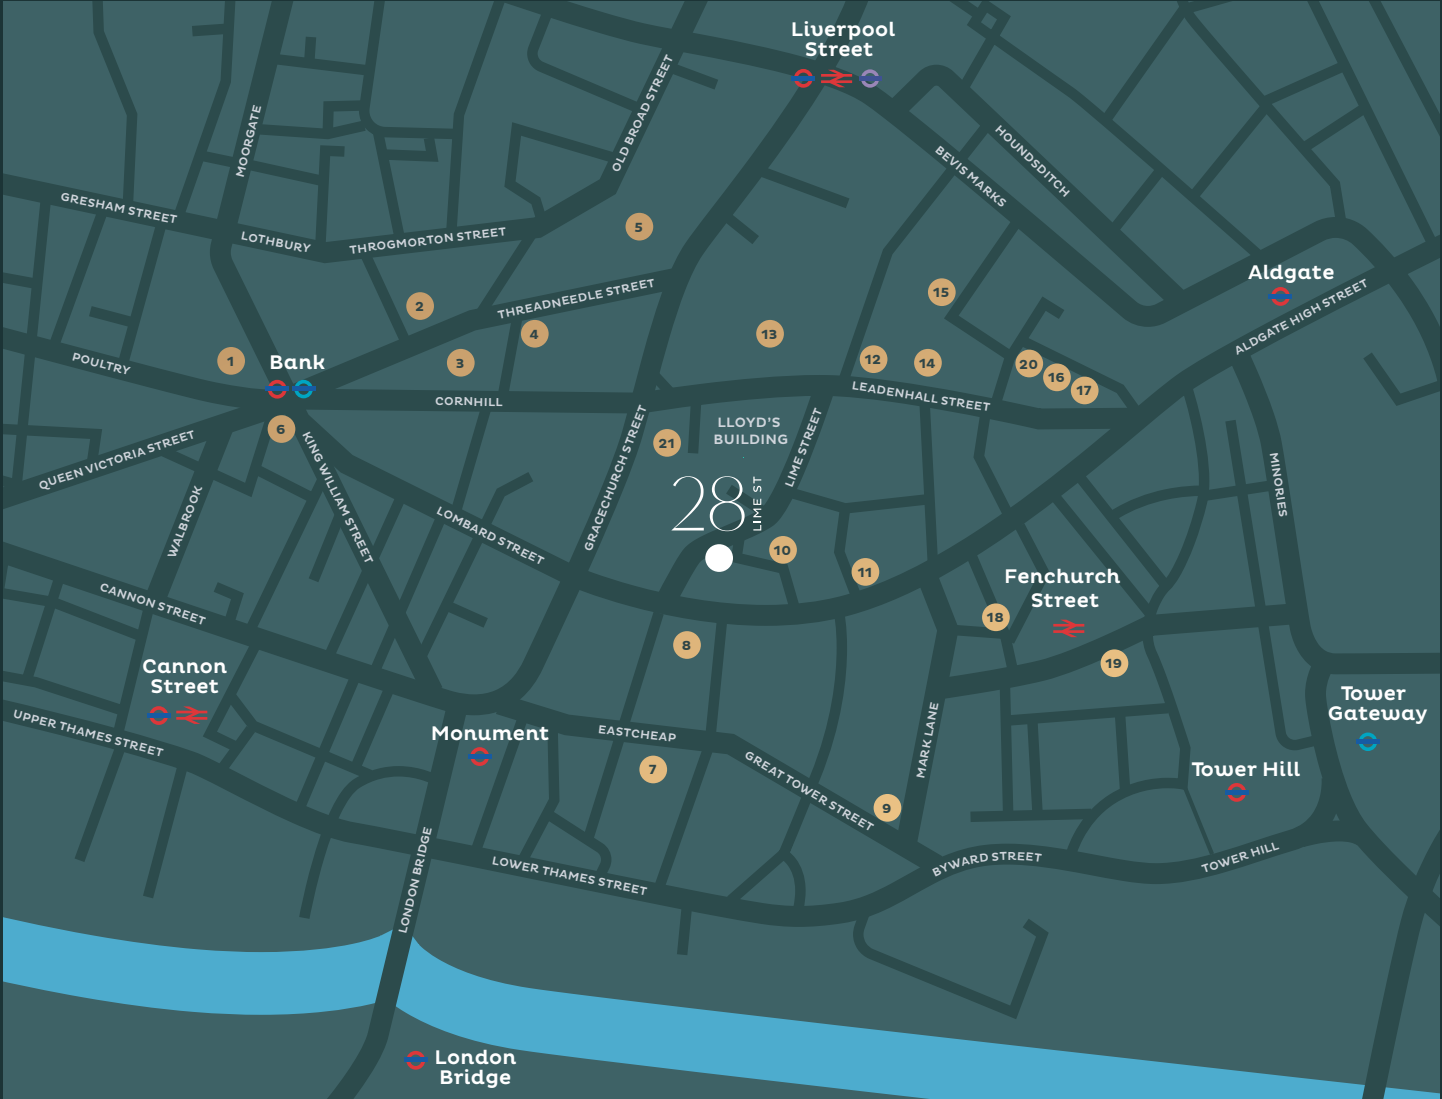 Liverpool
Street
OLD BROAD STREET
MOORGATE
HOUNDSDITCH
BEVIS MARKS
GRESHAM STREET
LOTHBURY
THROGMORTON STREET
5
Aldgate
THREADNEEDLE STREET
15
ALDGATE HIGH STREET
2
4
13
POULTRY
1
Bank
3
12
14
20
16
17
CORNHILL
LEADENHALL STREET
LLOYD'S
BUILDING
6
21
QUEEN VICTORIA STREET
KING WILLIAM STREET
GRACECHURCH STREET
LIME STREET
MINORIES
WALBROOK
LOMBARD STREET
28
LIME ST
10
11
Fenchurch
Street
CANNON STREET
18
8
19
Cannon
Street
UPPER THAMES STREET
Monument
EASTCHEAP
MARK LANE
Tower
Gateway
7
GREAT TOWER STREET
Tower Hill
9
LONDON BRIDGE
LOWER THAMES STREET
BYWARD STREET
TOWER HILL
London
Bridge